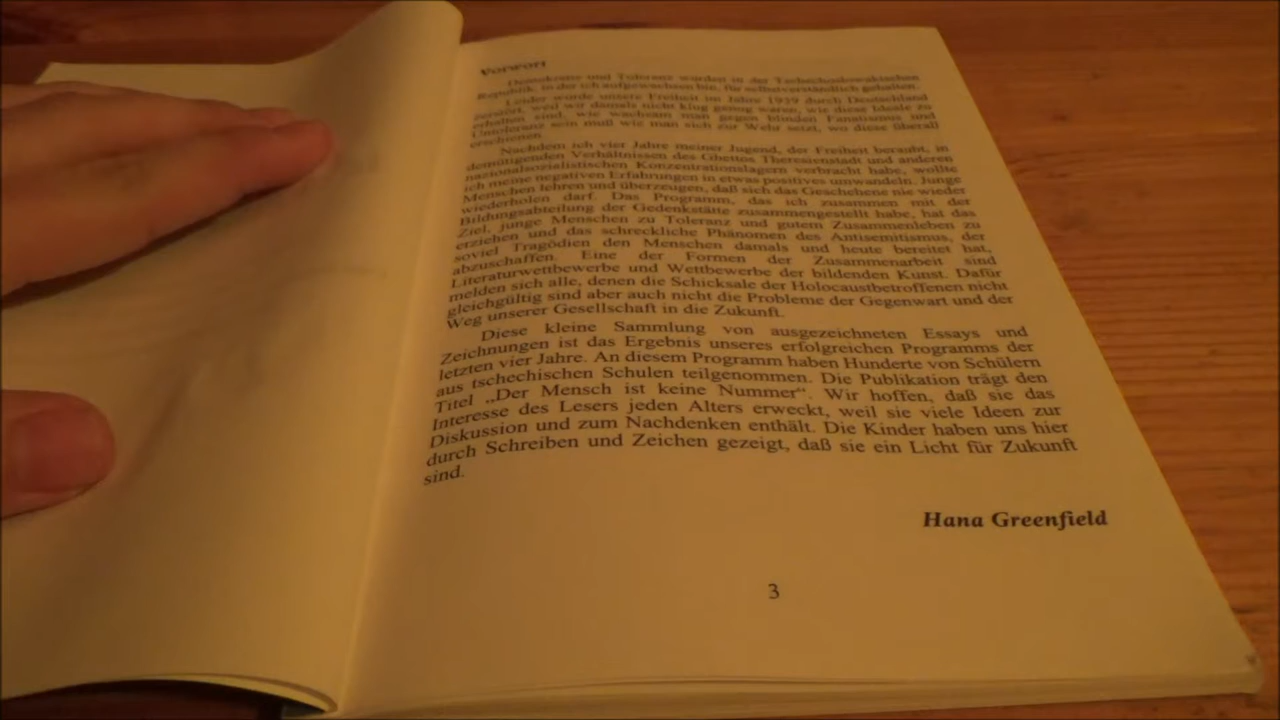 Vorwort
Demokratie und Toleranz wurden in der Tschechoslowakischen
Republik, in der ich aufgewachsen bin, für selbstverständlich gehalten.
Leider wurde unsere Freiheit im Jahre 1939 durch Deutschland
zerstört, weil wir damals nicht klug genug waren, wie diese Ideale zu
erhalten sind, wie wachsam man gegen blinden Fanatismus und
Untoleranz sein muß wie man sich zur Wehr setzt, wo diese überall
erschienen.
Nachdem ich vier Jahre meiner Jugend, der Freiheit beraubt, in
demütigenden Verhältnissen des Ghettos Theresienstadt und anderen
nationalsozialistischen Konzentrationslagern verbracht habe, wollte
ich meine negativen Erfahrungen in etwas positives umwandeln. Junge
Menschen lehren und überzeugen, daß sich das Geschehene nie wieder
wiederholen darf. Das Programm, das ich zusammen mit der
Bildungsabteilung der Gedenkstätte zusammengestellt habe, hat das
Ziel, junge Menschen zu Toleranz und gutem Zusammenleben zu
erziehen und das schreckliche Phänomen des Antisemitismus, der
soviel Tragödien den Menschen damals und heute bereitet hat,
abzuschaffen. Eine der Formen der Zusammenarbeit sind
Literaturwettbewerbe und Wettbewerbe der bildenden Kunst. Dafür
melden sich alle, denen die Schicksale der Holocaustbetroffenen nicht
gleichgültig sind aber auch nicht die Probleme der Gegenwart und der
Weg unserer Gesellschaft in die Zukunft.
Diese kleine Sammlung von ausgezeichneten Essays und
Zeichnungen ist das Ergebnis unseres erfolgreichen Programms der
letzten vier Jahre. An diesem Programm haben Hunderte von Schülern
aus tschechischen Schulen teilgenommen. Die Publikation trägt den
Titel „Der Mensch ist keine Nummer“. Wir hoffen, daß sie das
Interesse des Lesers jeden Alters erweckt, weil sie viele Ideen zur
Diskussion und zum Nachdenken enthält. Die Kinder haben uns hier
durch Schreiben und Zeichen gezeigt, daß sie ein Licht für Zukunft
sind.
Hana Greenfield
3